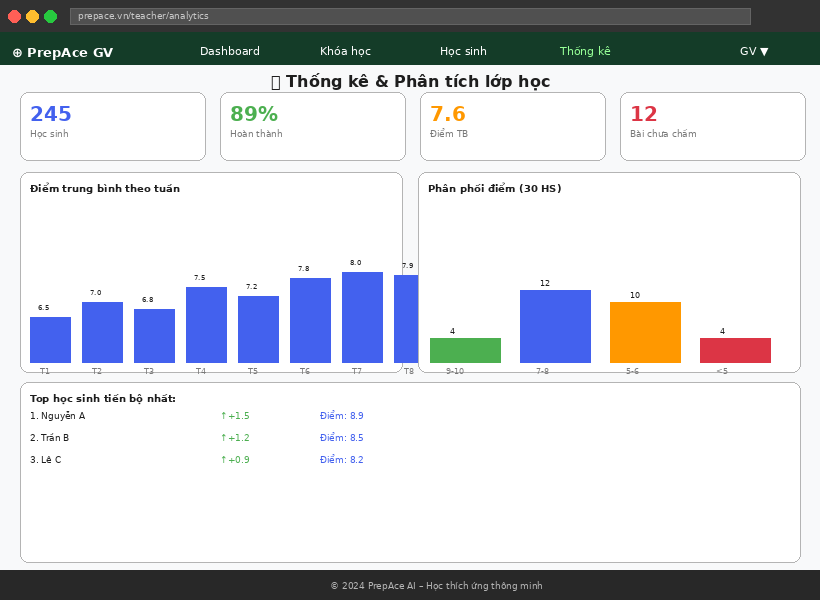 prepace.vn/teacher/analytics
⊕ PrepAce GV Dashboard Khóa học Học sinh Thống kê GV ▼
Thống kê & Phân tích lớp học
245 89% 7.6 12
Học sinh Hoàn thành Điểm TB Bài chưa chấm
Điểm trung bình theo tuần
6.5 7.0 6.8 7.5 7.2 7.8 8.0 7.9
T1 T2 T3 T4 T5 T6 T7 T8
Phân phối điểm (30 HS)
4 12 10 4
9-10 7-8 5-6 <5
Top học sinh tiến bộ nhất:
1. Nguyễn A ↑+1.5 Điểm: 8.9
2. Trần B ↑+1.2 Điểm: 8.5
3. Lê C ↑+0.9 Điểm: 8.2
© 2024 PrepAce AI – Học thích ứng thông minh